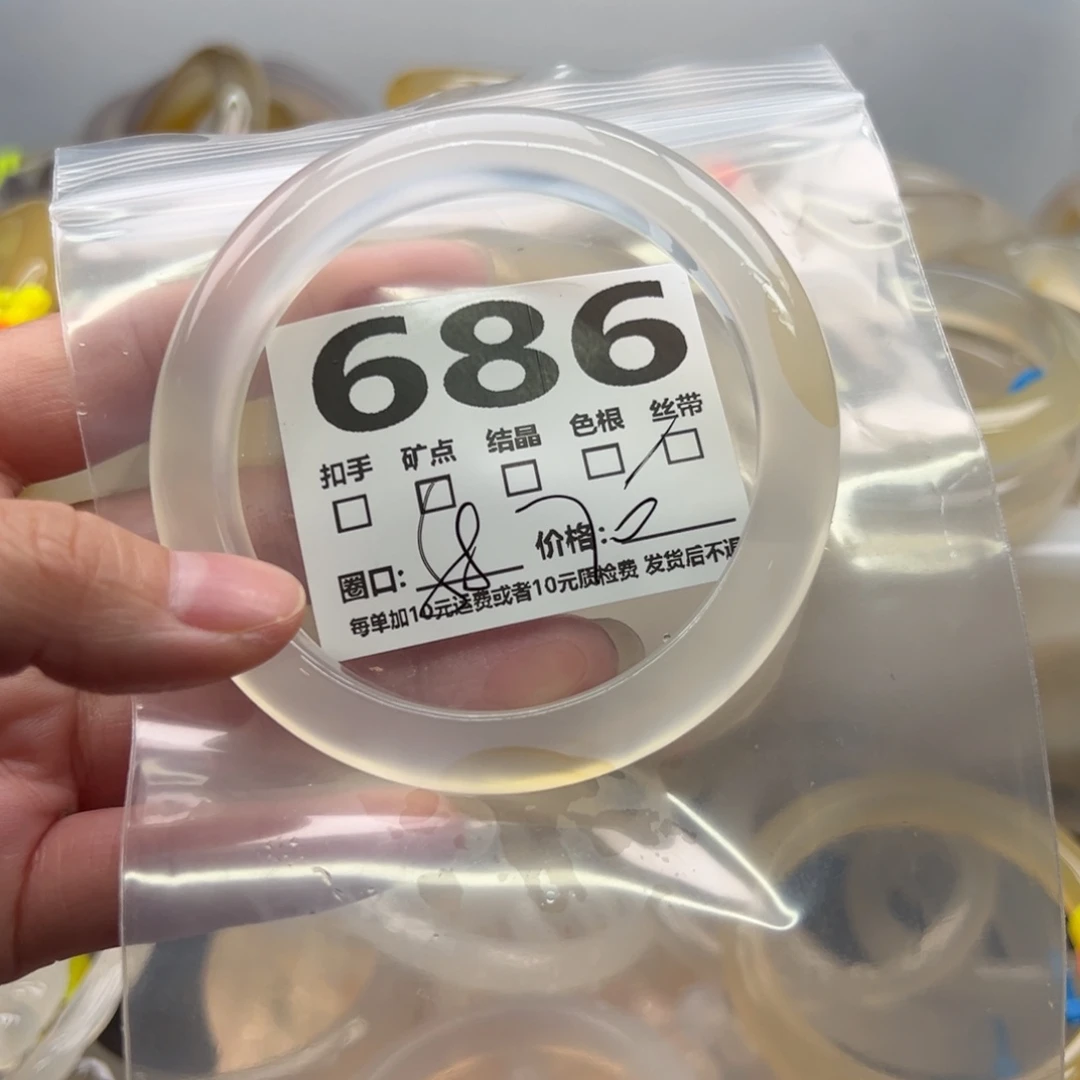 686
扣手 矿点 结晶 色根 丝带
圈口: 价格:
每单加10元运费或者10元质检费 发货后不退